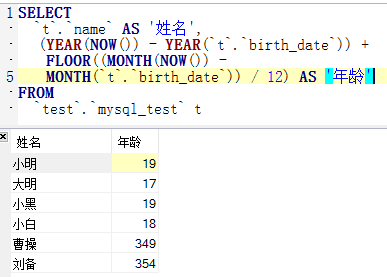 1 SELECT
`t`.`name` AS '姓名',
(YEAR(NOW()) - YEAR(`t`.`birth_date`)) +
FLOOR((MONTH(NOW()) -
5 MONTH(`t`.`birth_date`)) / 12) AS '年龄'
FROM
`test`.`mysql_test` t
姓名 年龄
小明 19
大明 17
小黑 19
小白 18
曹操 349
刘备 354